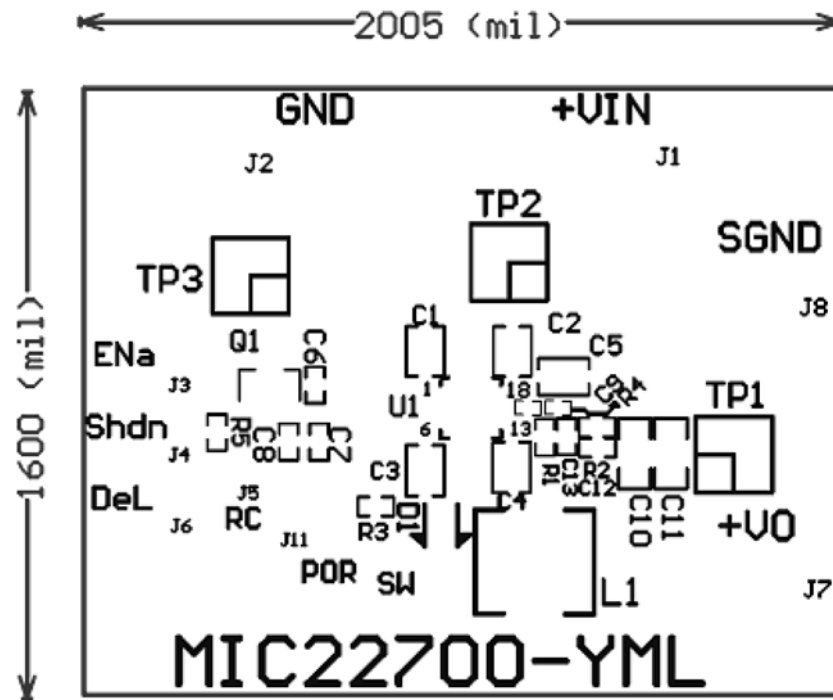 2005 (mil)
1600 (mil)
GND
+VIN
J2
J1
TP2
SGND
TP3
J8
C1
C2
Q1
C6
C5
ENa
J3
1
18
C9
R4
TP1
U1
Shdn
R5
C8
C7
6
13
J4
C3
R1
C13
R2
C12
DeL
J5
C4
J6
RC
R3
D1
C10
C11
+VO
J11
POR
SW
L1
J7
MIC22700-YML